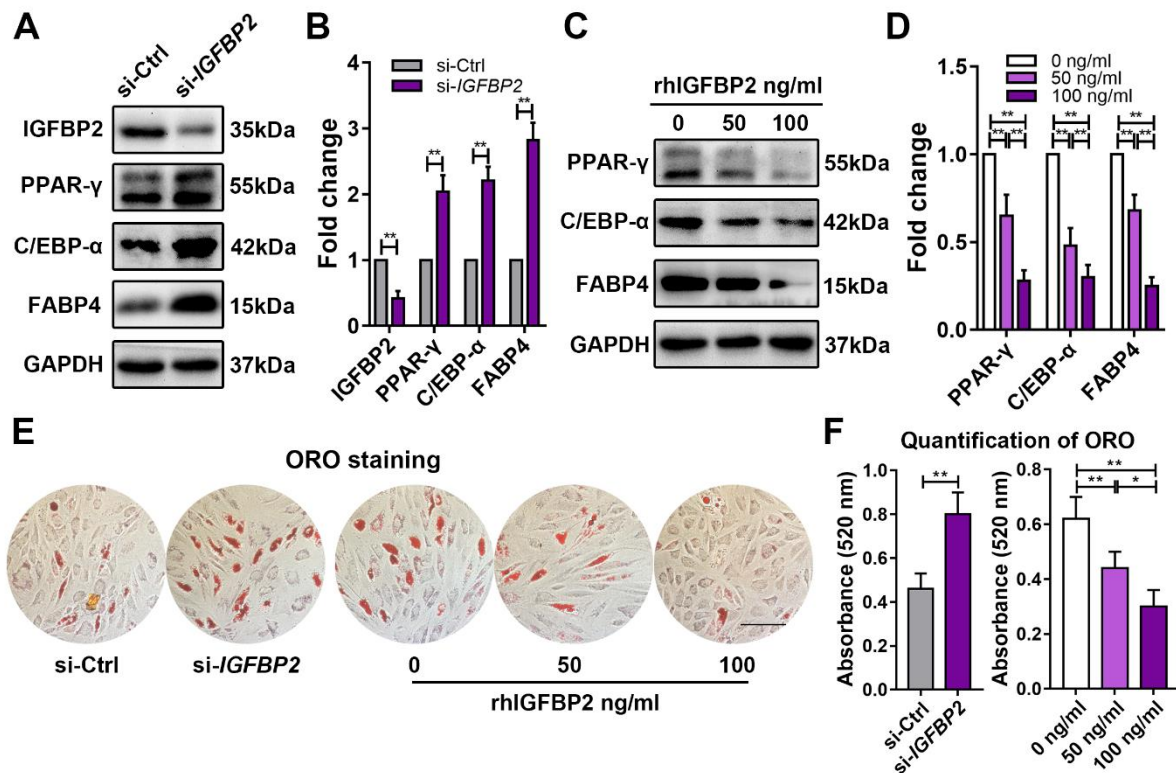 A
si-Ctrl
si-IGFBP2
IGFBP2
35kDa
PPAR-γ
55kDa
C/EBP-α
42kDa
FABP4
15kDa
GAPDH
37kDa
B
si-Ctrl
si-IGFBP2
Fold change
4
3
2
1
0
**
**
**
**
IGFBP2
PPAR-γ
C/EBP-α
FABP4
C
rhIGFBP2 ng/ml
0 50 100
PPAR-γ
55kDa
C/EBP-α
42kDa
FABP4
15kDa
GAPDH
37kDa
D
0 ng/ml
50 ng/ml
100 ng/ml
Fold change
1.5
1.0
0.5
0.0
** ** **
** ** ** ** ** **
PPAR-γ
C/EBP-α
FABP4
E
ORO staining
si-Ctrl
si-IGFBP2
0 50 100
rhIGFBP2 ng/ml
F
Quantification of ORO
Absorbance (520 nm)
1.0
0.8
0.6
0.4
0.2
0.0
**
si-Ctrl
si-IGFBP2
Absorbance (520 nm)
0.8
0.6
0.4
0.2
0.0
**
** *
0 ng/ml
50 ng/ml
100 ng/ml